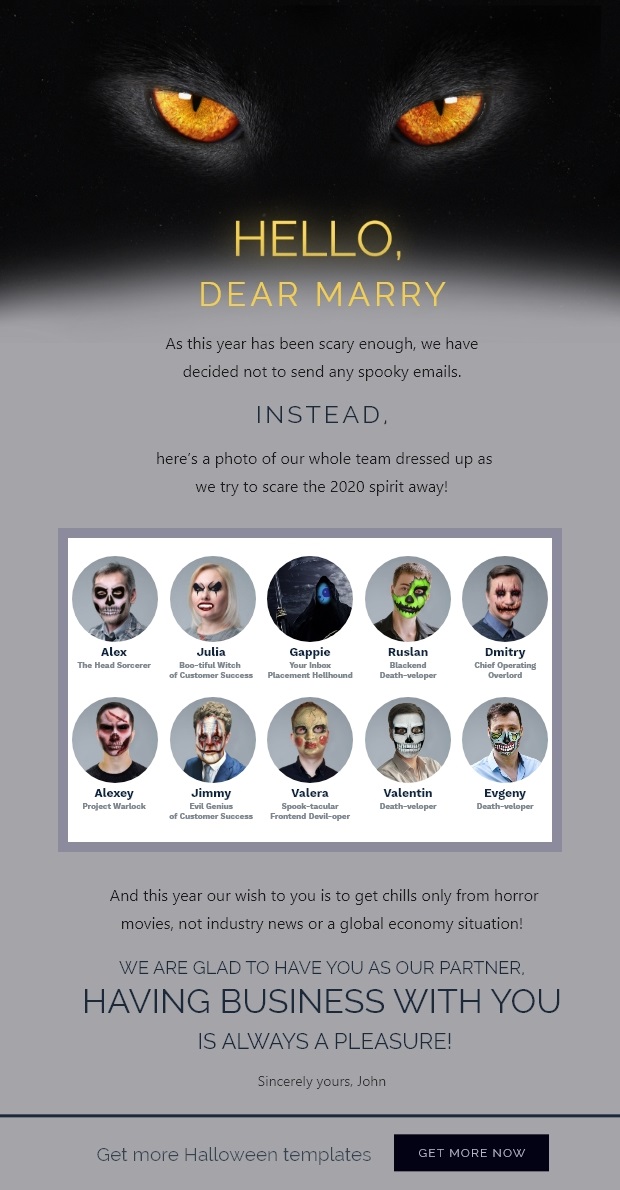 HELLO,
DEAR MARRY
As this year has been scary enough, we have
decided not to send any spooky emails.
INSTEAD,
here’s a photo of our whole team dressed up as
we try to scare the 2020 spirit away!
Alex
The Head Sorcerer
Julia
Boo-tiful Witch
of Customer Success
Gappie
Your Inbox
Placement Hellhound
Ruslan
Blackend
Death-veloper
Dmitry
Chief Operating
Overlord
Alexey
Project Warlock
Jimmy
Evil Genius
of Customer Success
Valera
Spook-tacular
Frontend Devil-oper
Valentin
Death-veloper
Evgeny
Death-veloper
And this year our wish to you is to get chills only from horror
movies, not industry news or a global economy situation!
WE ARE GLAD TO HAVE YOU AS OUR PARTNER,
HAVING BUSINESS WITH YOU
IS ALWAYS A PLEASURE!
Sincerely yours, John
Get more Halloween templates
GET MORE NOW